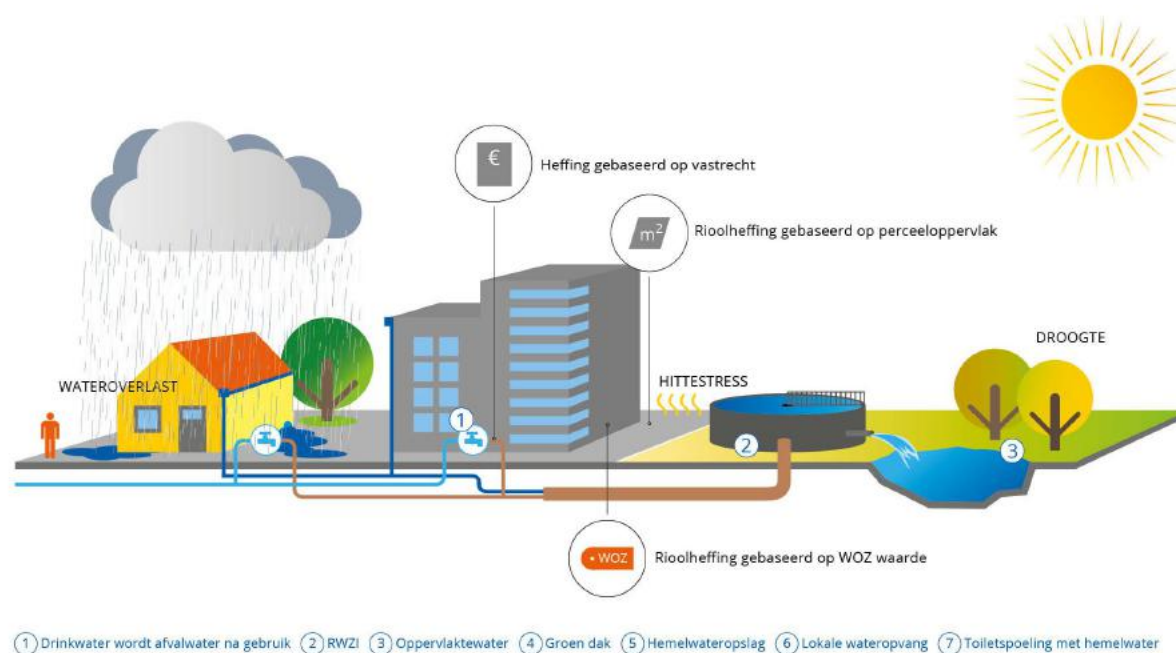 €
Heffing gebaseerd op vastrecht
m²
Rioolheffing gebaseerd op perceeloppervlak
DROOGTE
WATEROVERLAST
HITTESTRESS
1
2
3
WOZ
Rioolheffing gebaseerd op WOZ waarde
1 Drinkwater wordt afvalwater na gebruik 2 RWZI 3 Oppervlaktewater 4 Groen dak 5 Hemelwateropslag 6 Lokale wateropvang 7 Toiletspoeling met hemelwater